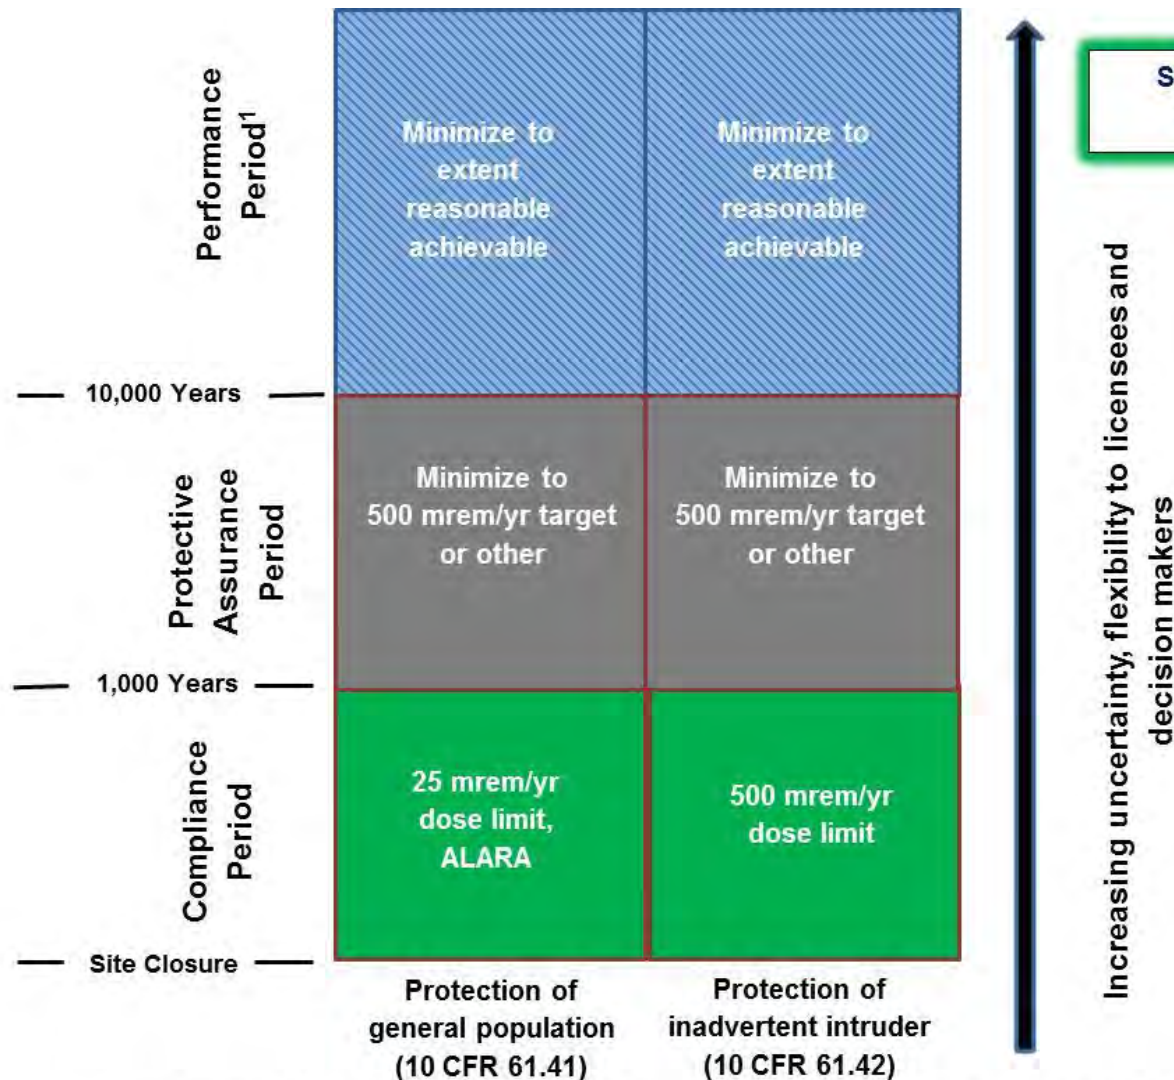 Performance
Period1
Minimize to
extent
reasonable
achievable
Minimize to
extent
reasonable
achievable
10,000 Years
Protective
Assurance
Period
Minimize to
500 mrem/yr target
or other
Minimize to
500 mrem/yr target
or other
1,000 Years
Compliance
Period
25 mrem/yr
dose limit,
ALARA
500 mrem/yr
dose limit
Site Closure
Protection of
general population
(10 CFR 61.41)
Protection of
inadvertent intruder
(10 CFR 61.42)
S
Increasing uncertainty, flexibility to licensees and
decision makers